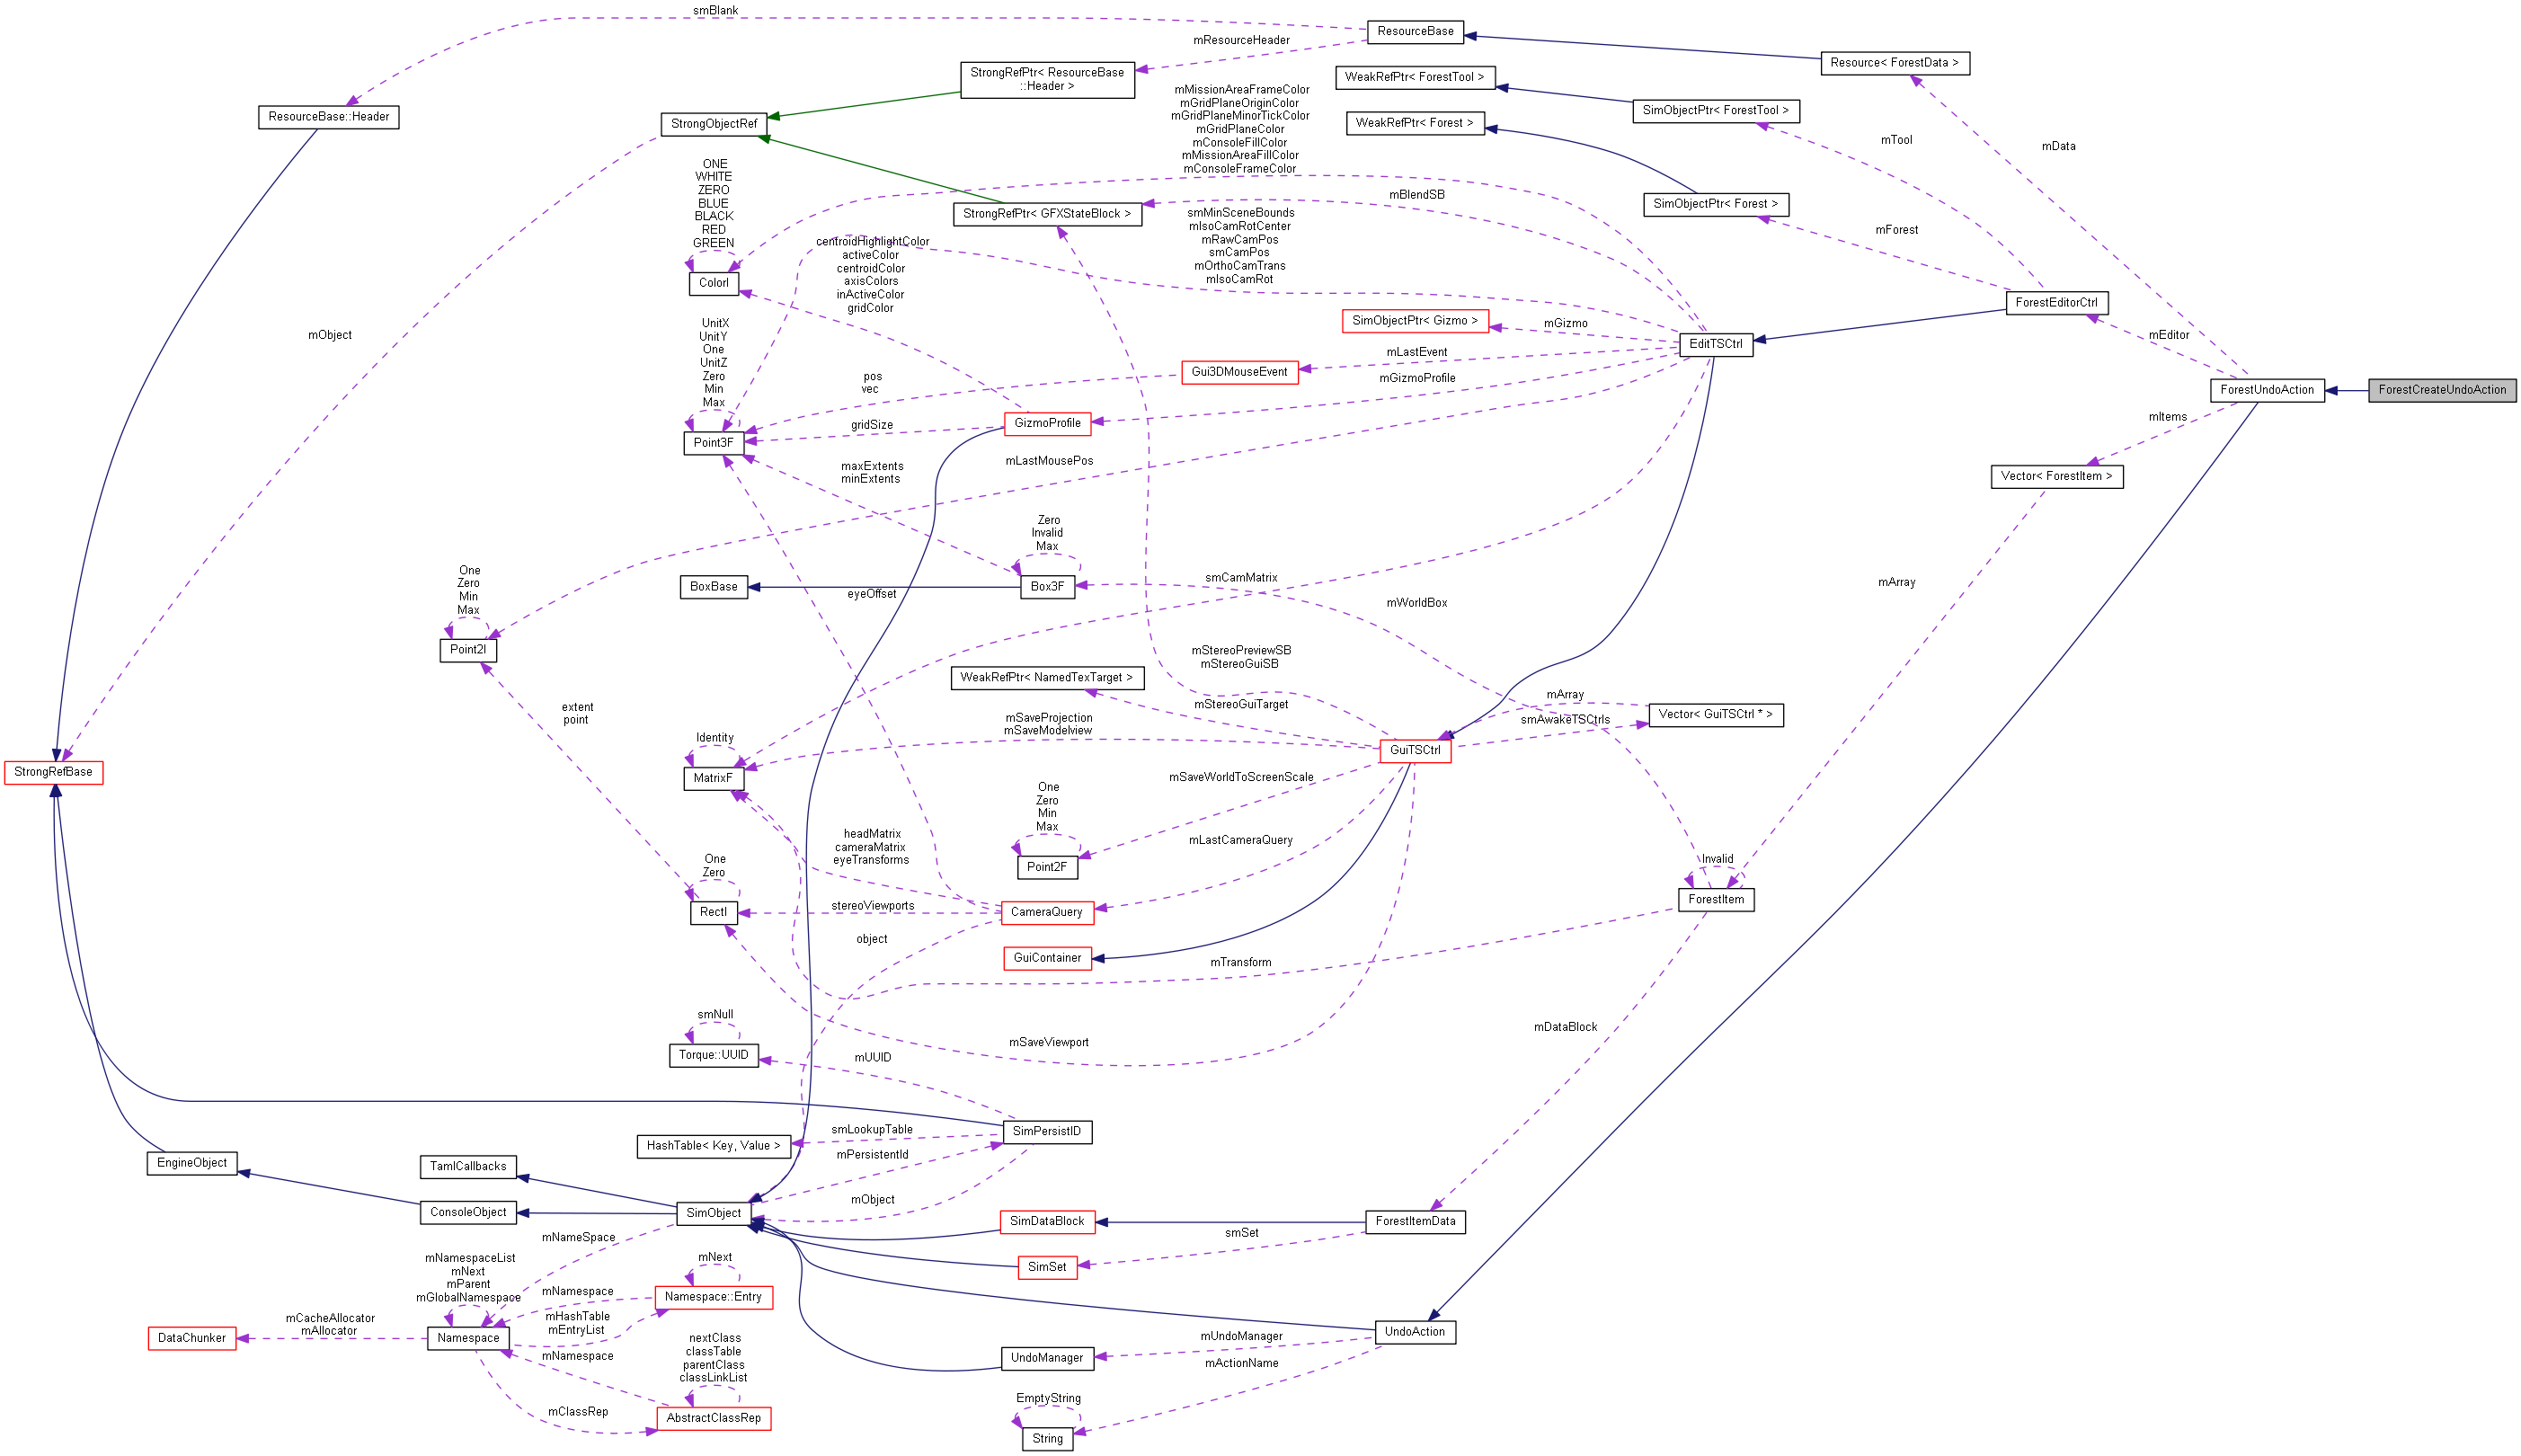 smBlank
ResourceBase
mResourceHeader
Resource< ForestData >
StrongRefPtr< ResourceBase
::Header >
WeakRefPtr< ForestTool >
mMissionAreaFrameColor
mGridPlaneOriginColor
mGridPlaneMinorTickColor
mGridPlaneColor
mConsoleFillColor
mMissionAreaFillColor
mConsoleFrameColor
ResourceBase::Header
StrongObjectRef
SimObjectPtr< ForestTool >
WeakRefPtr< Forest >
mTool
mData
ONE
WHITE
ZERO
BLUE
BLACK
RED
GREEN
mBlendSB
StrongRefPtr< GFXStateBlock >
SimObjectPtr< Forest >
smMinSceneBounds
mIsoCamRotCenter
mRawCamPos
smCamPos
mOrthoCamTrans
mIsoCamRot
mForest
centroidHighlightColor
activeColor
centroidColor
axisColors
inActiveColor
gridColor
ColorI
ForestEditorCtrl
mObject
UnitX
UnitY
One
UnitZ
Zero
Min
Max
SimObjectPtr< Gizmo >
mGizmo
EditTSCtrl
mEditor
mLastEvent
Gui3DMouseEvent
pos
vec
mGizmoProfile
ForestUndoAction
ForestCreateUndoAction
mItems
GizmoProfile
gridSize
Point3F
mLastMousePos
maxExtents
minExtents
Vector< ForestItem >
Zero
Invalid
Max
One
Zero
Min
Max
BoxBase
Box3F
smCamMatrix
mArray
eyeOffset
mWorldBox
Point2I
mStereoPreviewSB
mStereoGuiSB
WeakRefPtr< NamedTexTarget >
mStereoGuiTarget
mArray
extent
point
mSaveProjection
mSaveModelview
smAwakeTSCtrls
Vector< GuiTSCtrl * >
Identity
GuiTSCtrl
StrongRefBase
MatrixF
mSaveWorldToScreenScale
One
Zero
Min
Max
headMatrix
cameraMatrix
eyeTransforms
mLastCameraQuery
Point2F
One
Zero
Invalid
ForestItem
RectI
stereoViewports
CameraQuery
object
GuiContainer
mTransform
smNull
mDataBlock
mSaveViewport
Torque::UUID
mUUID
SimPersistID
smLookupTable
HashTable< Key, Value >
mPersistentId
EngineObject
TamlCallbacks
mObject
ConsoleObject
SimObject
SimDataBlock
ForestItemData
smSet
mNameSpace
mNamespaceList
mNext
mParent
mGlobalNamespace
mNext
SimSet
mNamespace
Namespace::Entry
mCacheAllocator
mAllocator
mHashTable
mEntryList
DataChunker
Namespace
UndoAction
mUndoManager
nextClass
classTable
parentClass
classLinkList
mNamespace
UndoManager
mActionName
EmptyString
mClassRep
AbstractClassRep
String